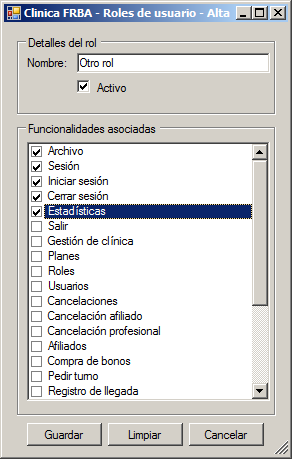 Clinica FRBA - Roles de usuario - Alta
Detalles del rol
Nombre: Otro rol
Activo
Funcionalidades asociadas
Archivo
Sesión
Iniciar sesión
Cerrar sesión
Estadísticas
Salir
Gestión de clínica
Planes
Roles
Usuarios
Cancelaciones
Cancelación afiliado
Cancelación profesional
Afiliados
Compra de bonos
Pedir turno
Registro de llegada
Guardar Limpiar Cancelar